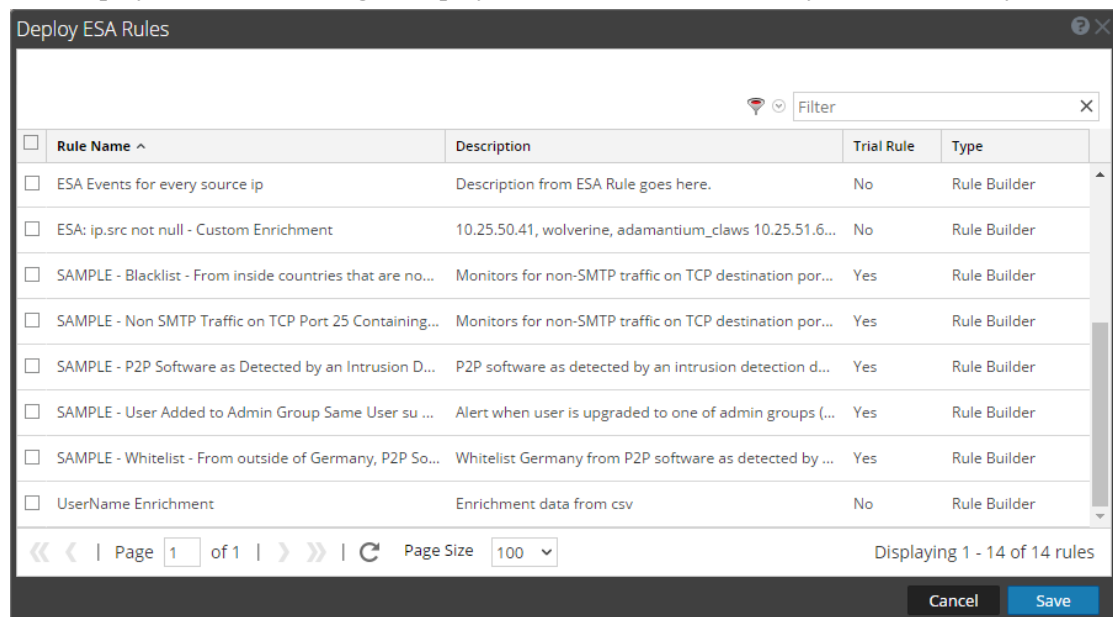 Deploy ESA Rules
Filter
Rule Name Description Trial Rule Type
ESA Events for every source ip Description from ESA Rule goes here. No Rule Builder
ESA: ip.src not null - Custom Enrichment 10.25.50.41, wolverine, adamantium_claws 10.25.51.6... No Rule Builder
SAMPLE - Blacklist - From inside countries that are no... Monitors for non-SMTP traffic on TCP destination por... Yes Rule Builder
SAMPLE - Non SMTP Traffic on TCP Port 25 Containing... Monitors for non-SMTP traffic on TCP destination por... Yes Rule Builder
SAMPLE - P2P Software as Detected by an Intrusion D... P2P software as detected by an intrusion detection d... Yes Rule Builder
SAMPLE - User Added to Admin Group Same User su ... Alert when user is upgraded to one of admin groups (... Yes Rule Builder
SAMPLE - Whitelist - From outside of Germany, P2P So... Whitelist Germany from P2P software as detected by ... Yes Rule Builder
UserName Enrichment Enrichment data from csv No Rule Builder
Page 1 of 1 Page Size 100 Displaying 1 - 14 of 14 rules
Cancel Save